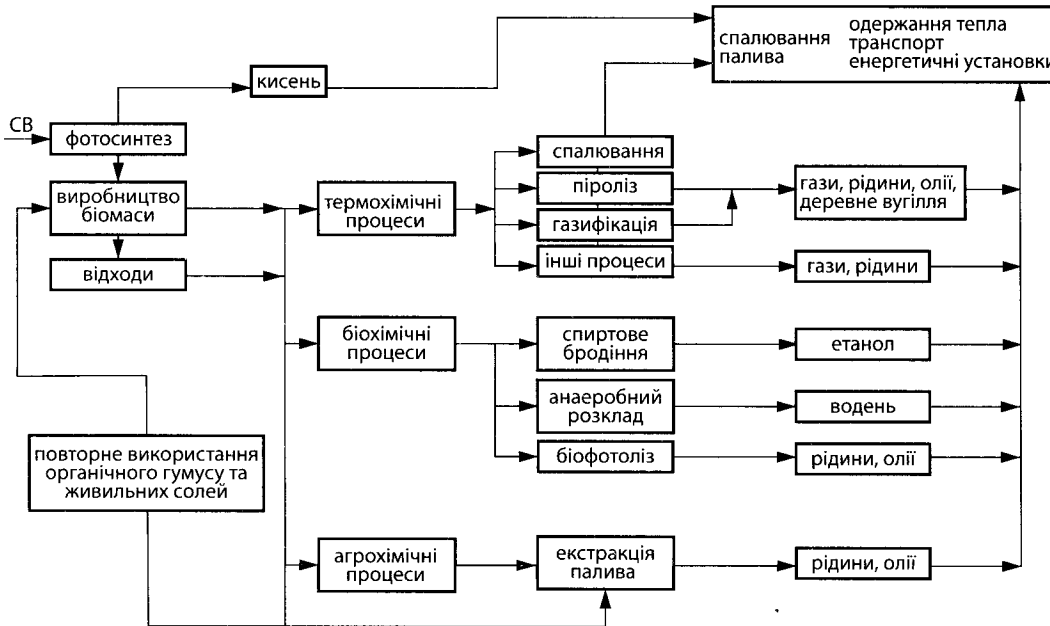 одержання тепла
спалювання транспорт
палива енергетичні установки
кисень
СВ
фотосинтез
спалювання
виробництво
біомаси
термохімічні
процеси
піроліз
гази, рідини, олії,
деревне вугілля
газифікація
відходи
інші процеси
гази, рідини
біохімічні
процеси
спиртове
бродіння
етанол
анаеробний
розклад
водень
повторне використання
органічного гумусу та
живильних солей
біофотоліз
рідини, олії
агрохімічні
процеси
екстракція
палива
рідини, олії